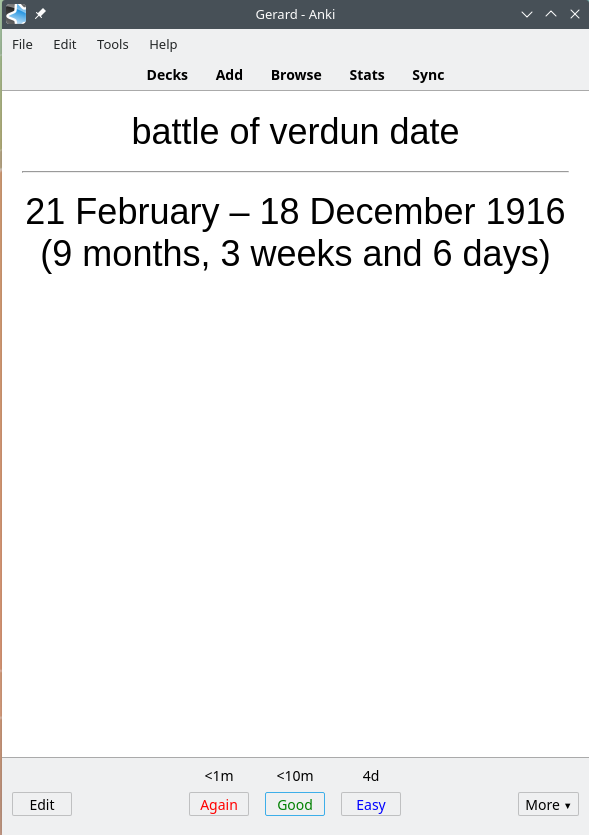 Gerard - Anki
File Edit Tools Help
Decks Add Browse Stats Sync
battle of verdun date
21 February – 18 December 1916
(9 months, 3 weeks and 6 days)
<1m <10m 4d
Edit Again Good Easy More ▾